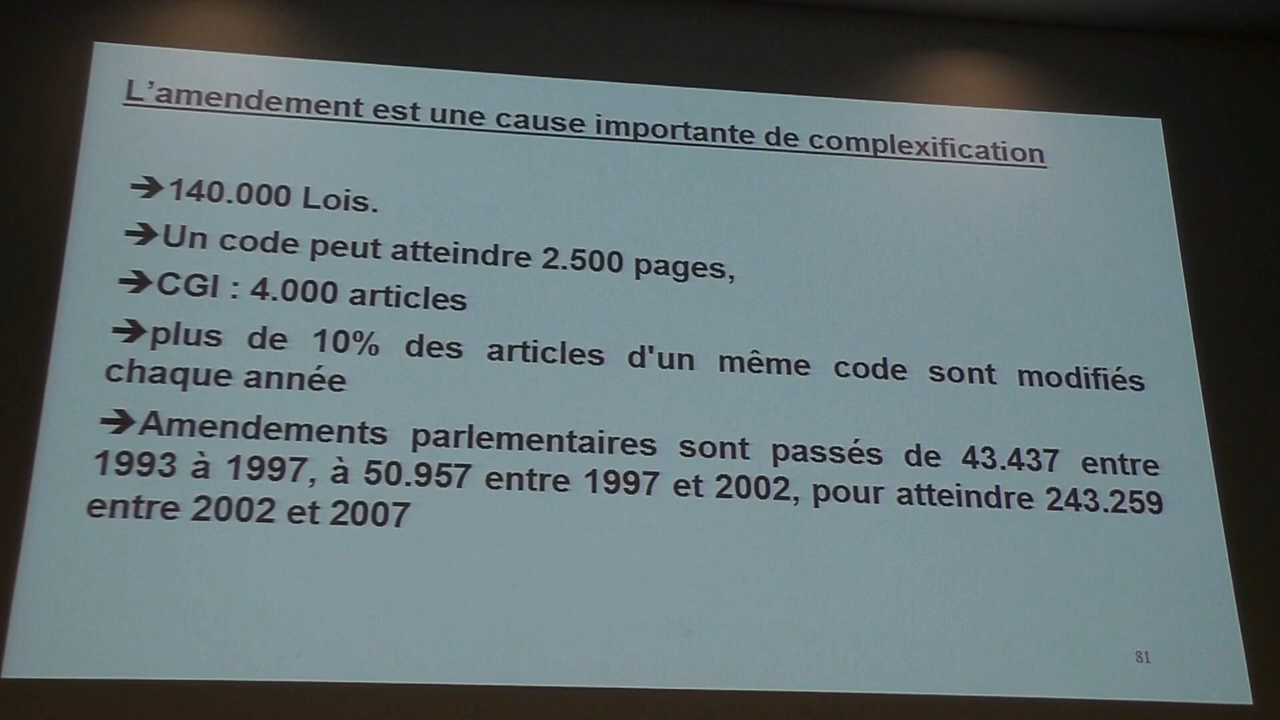 L'amendement est une cause importante de complexification
➔140.000 Lois.
➔Un code peut atteindre 2.500 pages,
➔CGI : 4.000 articles
➔plus de 10% des articles d'un même code sont modifiés
chaque année
➔Amendements parlementaires sont passés de 43.437 entre
1993 à 1997, à 50.957 entre 1997 et 2002, pour atteindre 243.259
entre 2002 et 2007
81